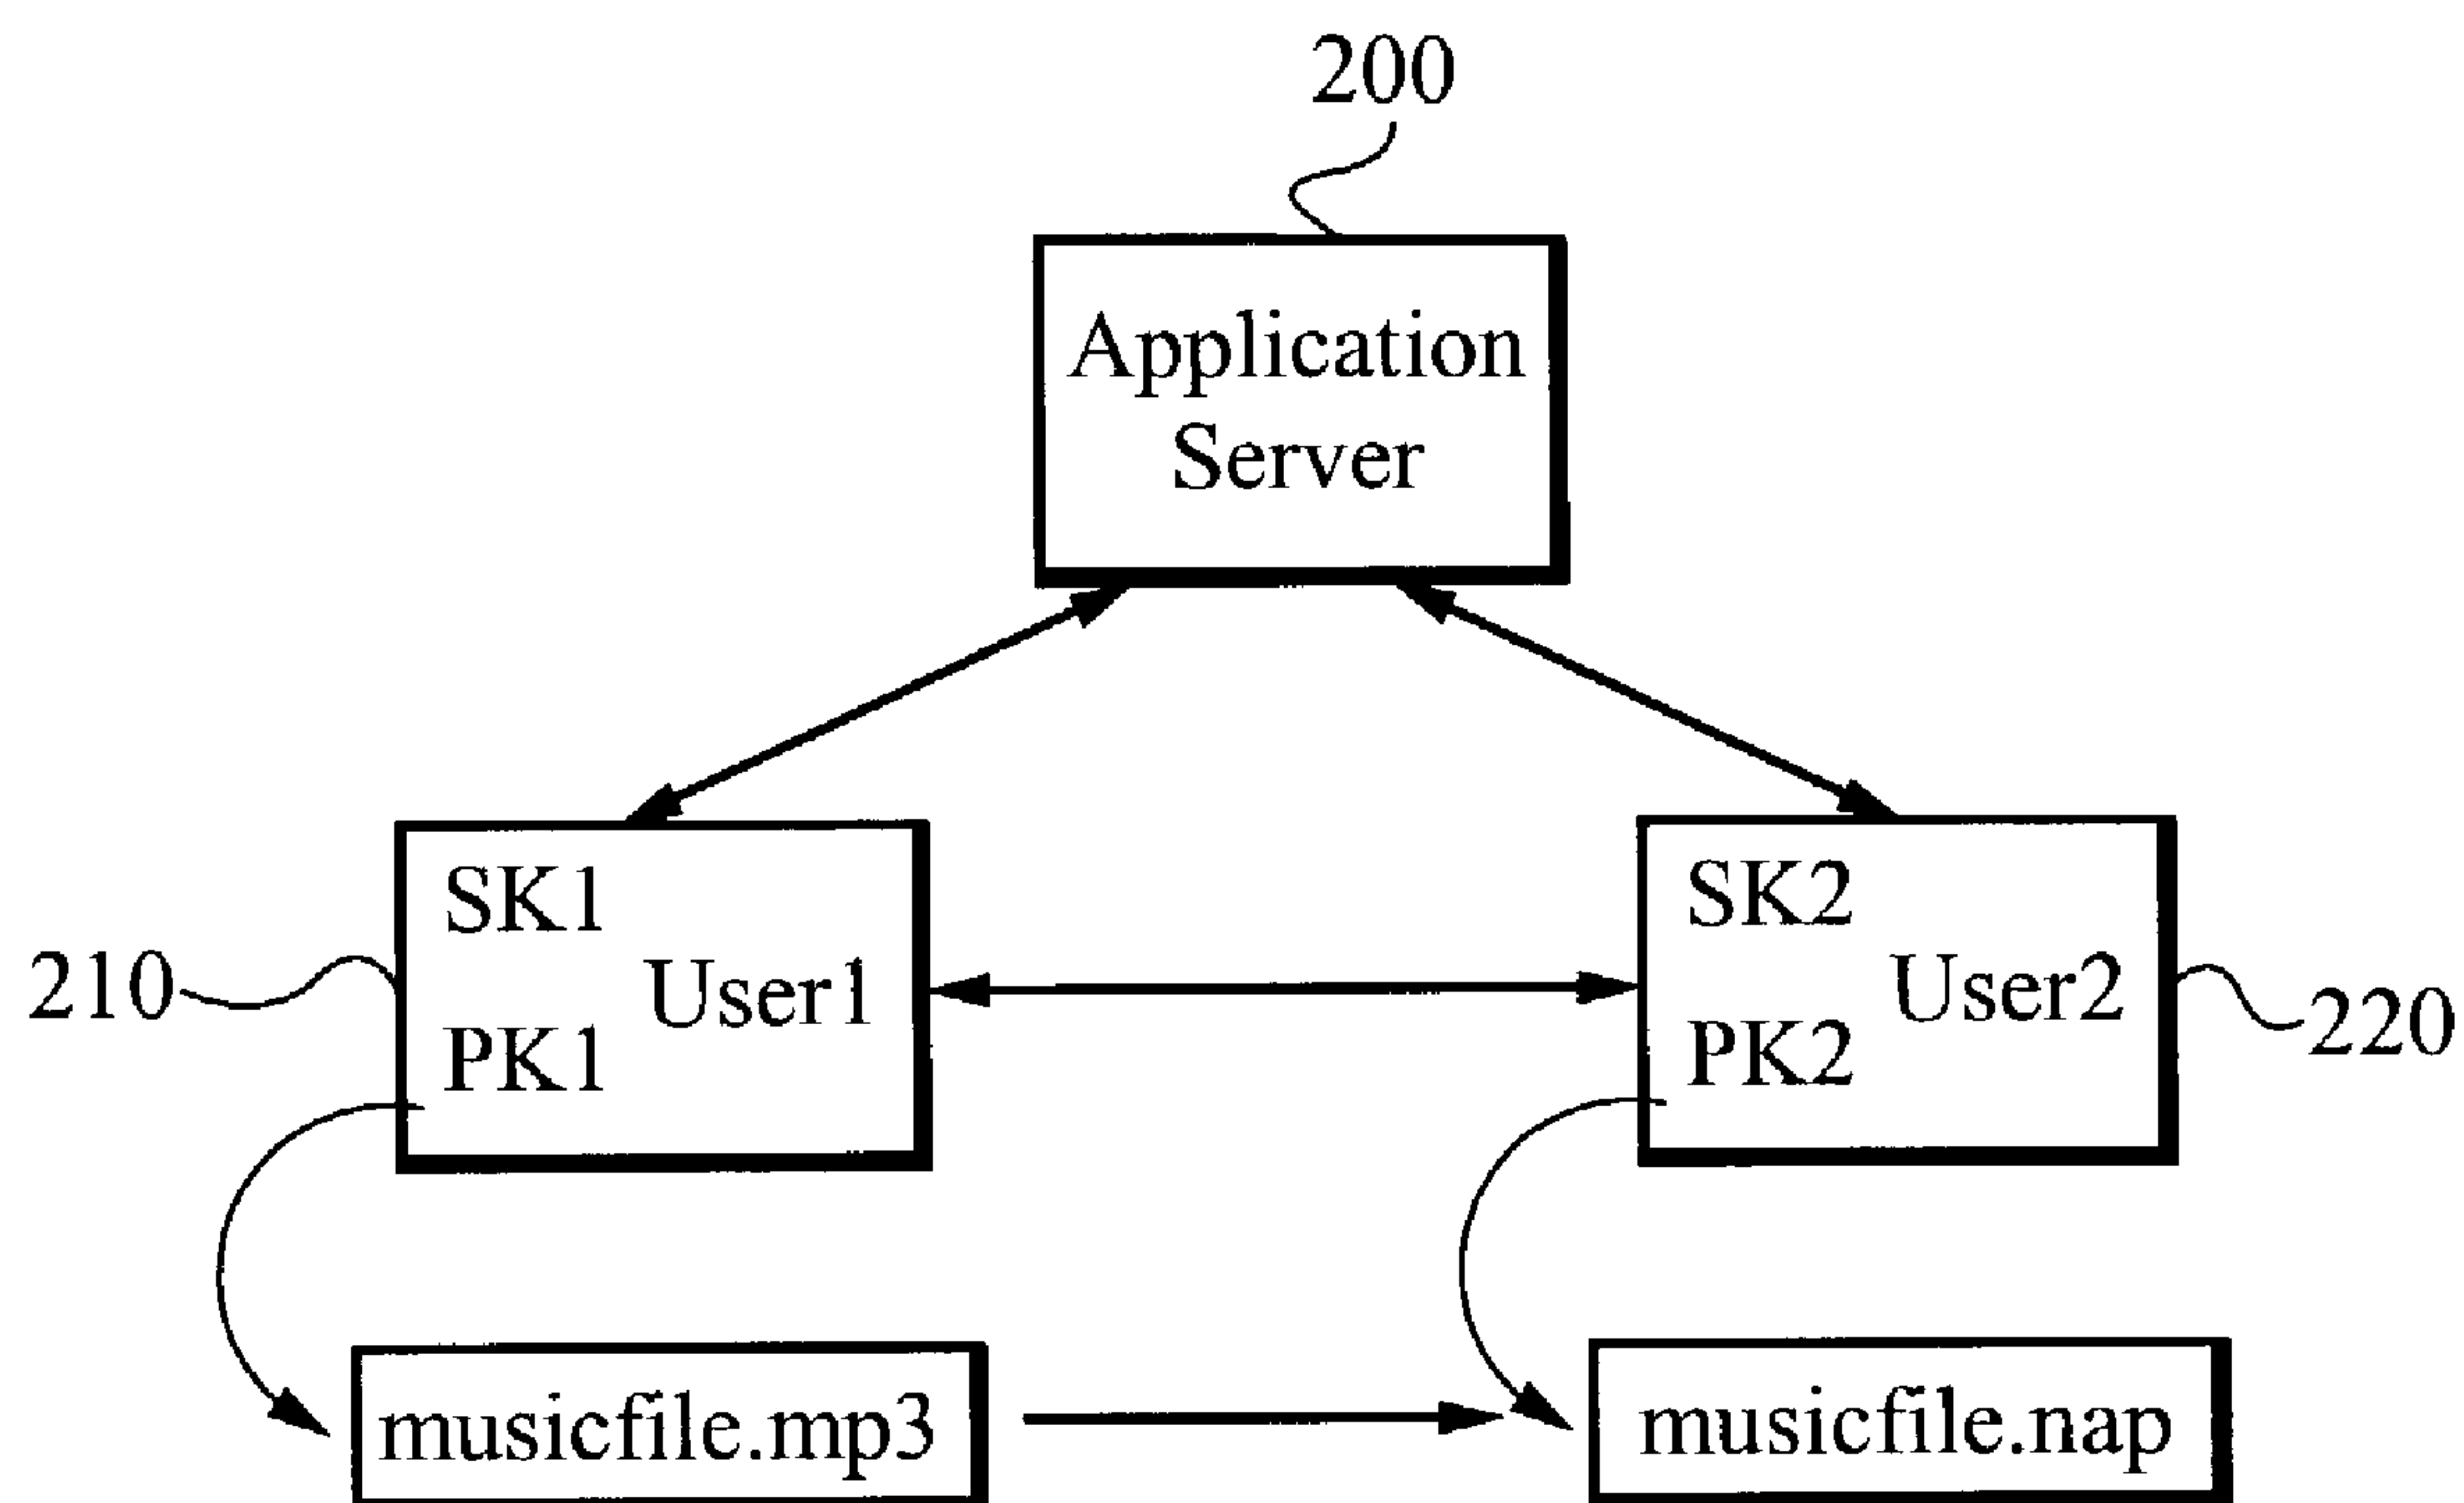 200
Application
Server
SK1
User1
PK1
210
SK2
User2
PK2
220
musicfile.mp3
musicfile.nap